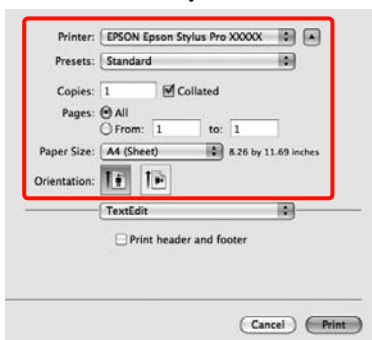 Printer: EPSON Epson Stylus Pro XXXXX
Presets: Standard
Copies: 1 Collated
Pages: All
From: 1 to: 1
Paper Size: A4 (Sheet) 8.26 by 11.69 inches
Orientation:
TextEdit
Print header and footer
Cancel Print